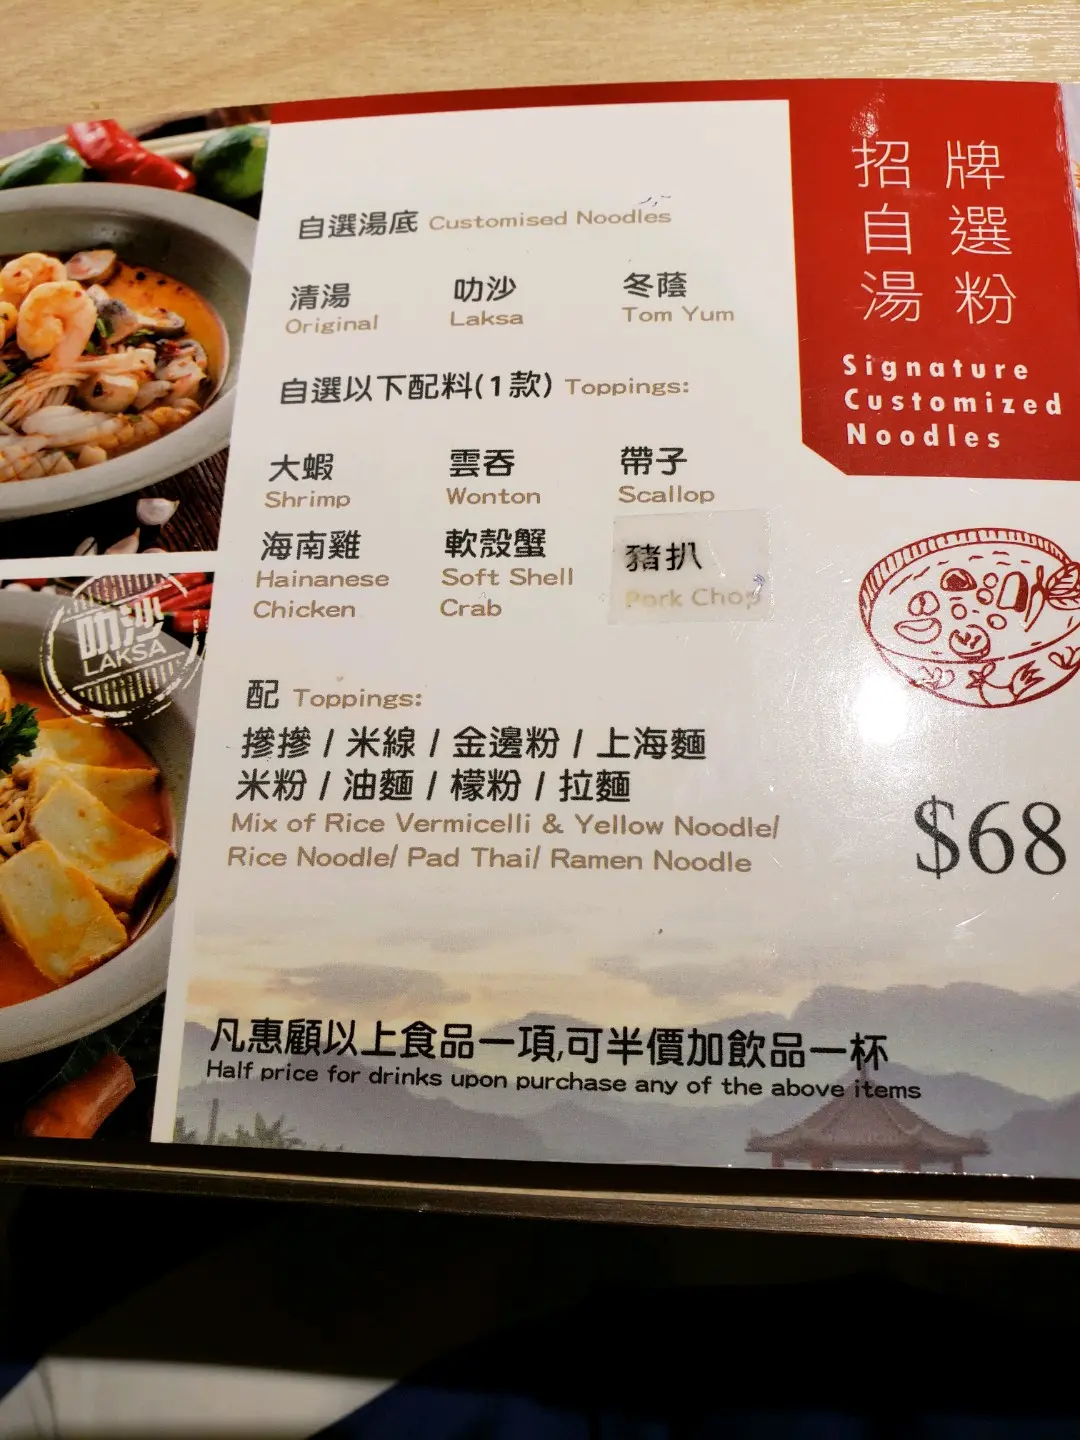 招牌
自選
湯粉
Signature
Customized
Noodles
自選湯底 Customised Noodles
清湯 叻沙 冬蔭
Original Laksa Tom Yum
自選以下配料(1款) Toppings:
大蝦 雲吞 帶子
Shrimp Wonton Scallop
海南雞 軟殼蟹 豬扒
Hainanese Soft Shell Pork Chop
Chicken Crab
配 Toppings:
摻摻 / 米線 / 金邊粉 / 上海麵
米粉 / 油麵 / 檬粉 / 拉麵
Mix of Rice Vermicelli & Yellow Noodle/
Rice Noodle/ Pad Thai/ Ramen Noodle
$68
凡惠顧以上食品一項,可半價加飲品一杯
Half price for drinks upon purchase any of the above items
叻沙
LAKSA